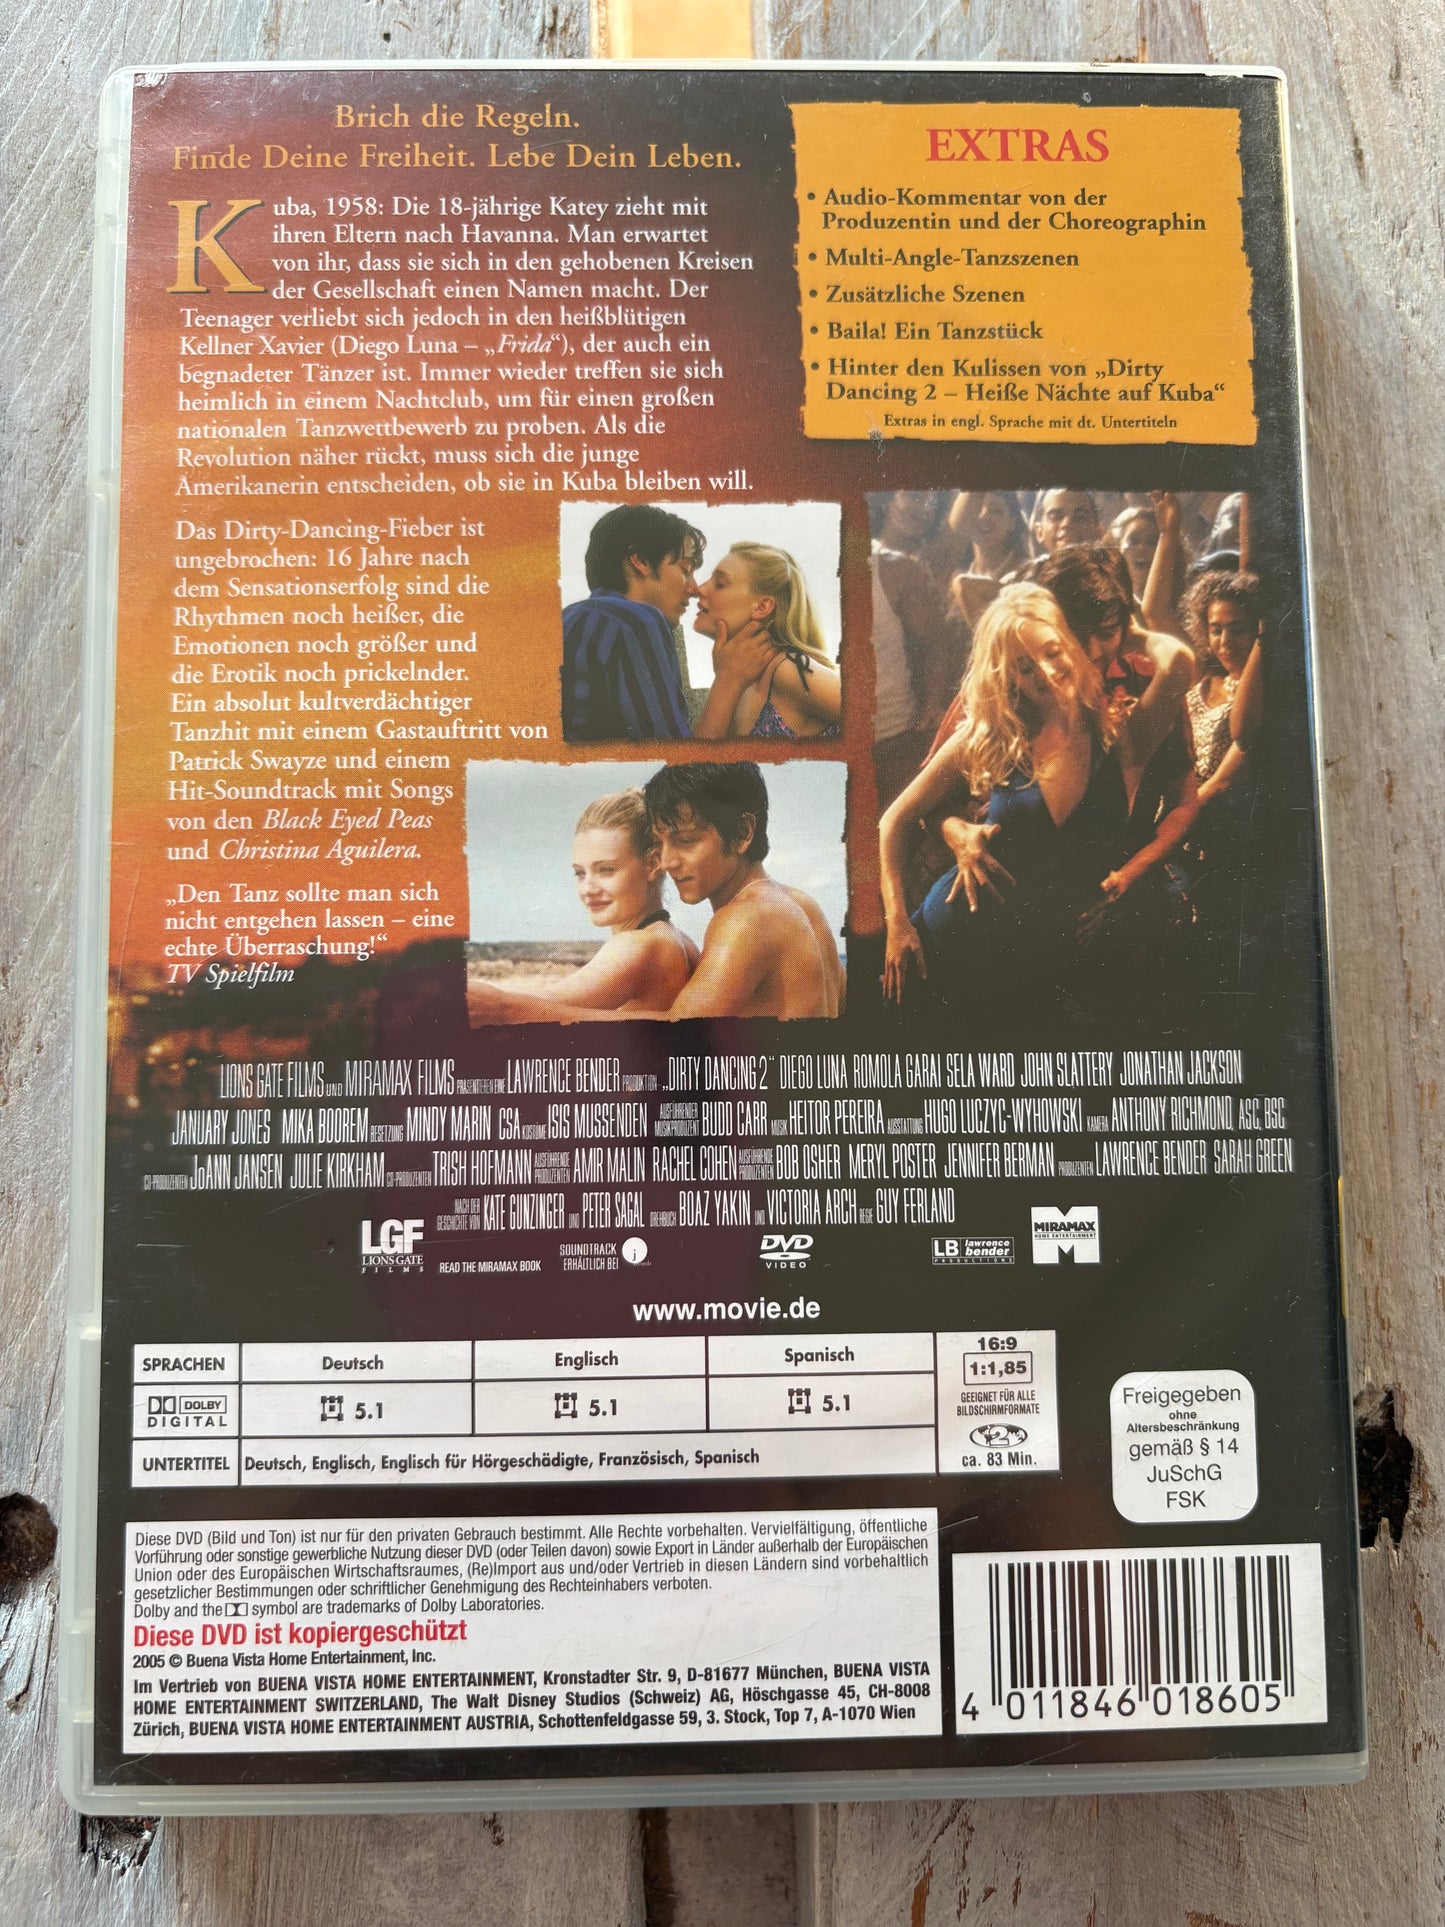 Brich die Regeln.
Finde Deine Freiheit. Lebe Dein Leben.
Kuba, 1958: Die 18-jährige Katey zieht mit
ihren Eltern nach Havanna. Man erwartet
von ihr, dass sie sich in den gehobenen Kreisen
der Gesellschaft einen Namen macht. Der
Teenager verliebt sich jedoch in den heißblütigen
Kellner Xavier (Diego Luna – „Frida“), der auch ein
begnadeter Tänzer ist. Immer wieder treffen sie sich
heimlich in einem Nachtclub, um für einen großen
nationalen Tanzwettbewerb zu proben. Als die
Revolution näher rückt, muss sich die junge
Amerikanerin entscheiden, ob sie in Kuba bleiben will.
Das Dirty-Dancing-Fieber ist
ungebrochen: 16 Jahre nach
dem Sensationserfolg sind die
Rhythmen noch heißer, die
Emotionen noch größer und
die Erotik noch prickelnder.
Ein absolut kultverdächtiger
Tanzhit mit einem Gastauftritt von
Patrick Swayze und einem
Hit-Soundtrack mit Songs
von den Black Eyed Peas
und Christina Aguilera.
„Den Tanz sollte man sich
nicht entgehen lassen – eine
echte Überraschung!“
TV Spielfilm
EXTRAS
• Audio-Kommentar von der
Produzentin und der Choreographin
• Multi-Angle-Tanzszenen
• Zusätzliche Szenen
• Baila! Ein Tanzstück
• Hinter den Kulissen von „Dirty
Dancing 2 – Heiße Nächte auf Kuba“
Extras in engl. Sprache mit dt. Untertiteln
LIONS GATE FILMS UND MIRAMAX FILMS PRÄSENTIEREN EINE LAWRENCE BENDER PRODUKTION „DIRTY DANCING 2“ DIEGO LUNA ROMOLA GARAI SELA WARD JOHN SLATTERY JONATHAN JACKSON
JANUARY JONES MIKA BOOREM BESETZUNG MINDY MARIN CSA KOSTÜME ISIS MUSSENDEN AUSFÜHRENDER MUSIKPRODUZENT BUDD CARR MUSIK HEITOR PEREIRA AUSSTATTUNG HUGO LUCZYC-WYHOWSKI KAMERA ANTHONY RICHMOND, ASC, BSC
CO-PRODUZENTEN JoANN JANSEN JULIE KIRKHAM CO-PRODUZENTEN TRISH HOFMANN AUSFÜHRENDE PRODUZENTEN AMIR MALIN RACHEL COHEN AUSFÜHRENDE PRODUZENTEN BOB OSHER MERYL POSTER JENNIFER BERMAN PRODUZENTEN LAWRENCE BENDER SARAH GREEN
NACH DER GESCHICHTE VON KATE GUNZINGER UND PETER SAGAL DREHBUCH BOAZ YAKIN UND VICTORIA ARCH REGIE GUY FERLAND
LGF
LIONS GATE
FILMS
READ THE MIRAMAX BOOK
SOUNDTRACK
ERHÄLTLICH BEI
j
DVD
VIDEO
LB lawrence bender
PRODUCTIONS
MIRAMAX
HOME ENTERTAINMENT
www.movie.de
SPRACHEN Deutsch Englisch Spanisch
DOLBY
DIGITAL 5.1 5.1 5.1
UNTERTITEL Deutsch, Englisch, Englisch für Hörgeschädigte, Französisch, Spanisch
16:9
1:1,85
GEEIGNET FÜR ALLE
BILDSCHIRMFORMATE
2
ca. 83 Min.
Freigegeben
ohne
Altersbeschränkung
gemäß § 14
JuSchG
FSK
Diese DVD (Bild und Ton) ist nur für den privaten Gebrauch bestimmt. Alle Rechte vorbehalten. Vervielfältigung, öffentliche
Vorführung oder sonstige gewerbliche Nutzung dieser DVD (oder Teilen davon) sowie Export in Länder außerhalb der Europäischen
Union oder des Europäischen Wirtschaftsraumes, (Re)Import aus und/oder Vertrieb in diesen Ländern sind vorbehaltlich
gesetzlicher Bestimmungen oder schriftlicher Genehmigung des Rechteinhabers verboten.
Dolby and the symbol are trademarks of Dolby Laboratories.
Diese DVD ist kopiergeschützt
2005 © Buena Vista Home Entertainment, Inc.
Im Vertrieb von BUENA VISTA HOME ENTERTAINMENT, Kronstadter Str. 9, D-81677 München, BUENA VISTA
HOME ENTERTAINMENT SWITZERLAND, The Walt Disney Studios (Schweiz) AG, Höschgasse 45, CH-8008
Zürich, BUENA VISTA HOME ENTERTAINMENT AUSTRIA, Schottenfeldgasse 59, 3. Stock, Top 7, A-1070 Wien
4 011846 018605